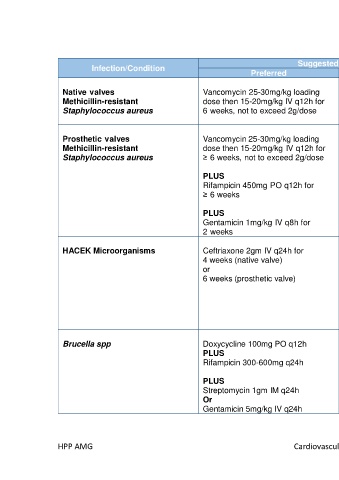 Infection/Condition
Suggested
Preferred
Native valves
Methicillin-resistant
Staphylococcus aureus
Vancomycin 25-30mg/kg loading
dose then 15-20mg/kg IV q12h for
6 weeks, not to exceed 2g/dose
Prosthetic valves
Methicillin-resistant
Staphylococcus aureus
Vancomycin 25-30mg/kg loading
dose then 15-20mg/kg IV q12h for
≥ 6 weeks, not to exceed 2g/dose
PLUS
Rifampicin 450mg PO q12h for
≥ 6 weeks
PLUS
Gentamicin 1mg/kg IV q8h for
2 weeks
HACEK Microorganisms
Ceftriaxone 2gm IV q24h for
4 weeks (native valve)
or
6 weeks (prosthetic valve)
Brucella spp
Doxycycline 100mg PO q12h
PLUS
Rifampicin 300-600mg q24h
PLUS
Streptomycin 1gm IM q24h
Or
Gentamicin 5mg/kg IV q24h
HPP AMG
Cardiovascul